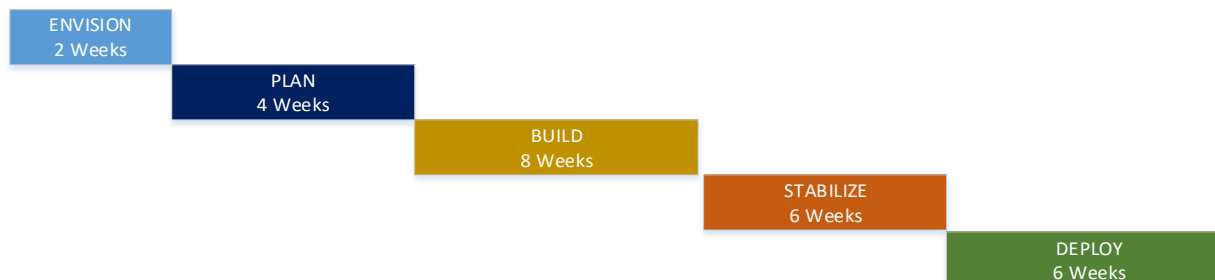 ENVISION
2 Weeks
PLAN
4 Weeks
BUILD
8 Weeks
STABILIZE
6 Weeks
DEPLOY
6 Weeks